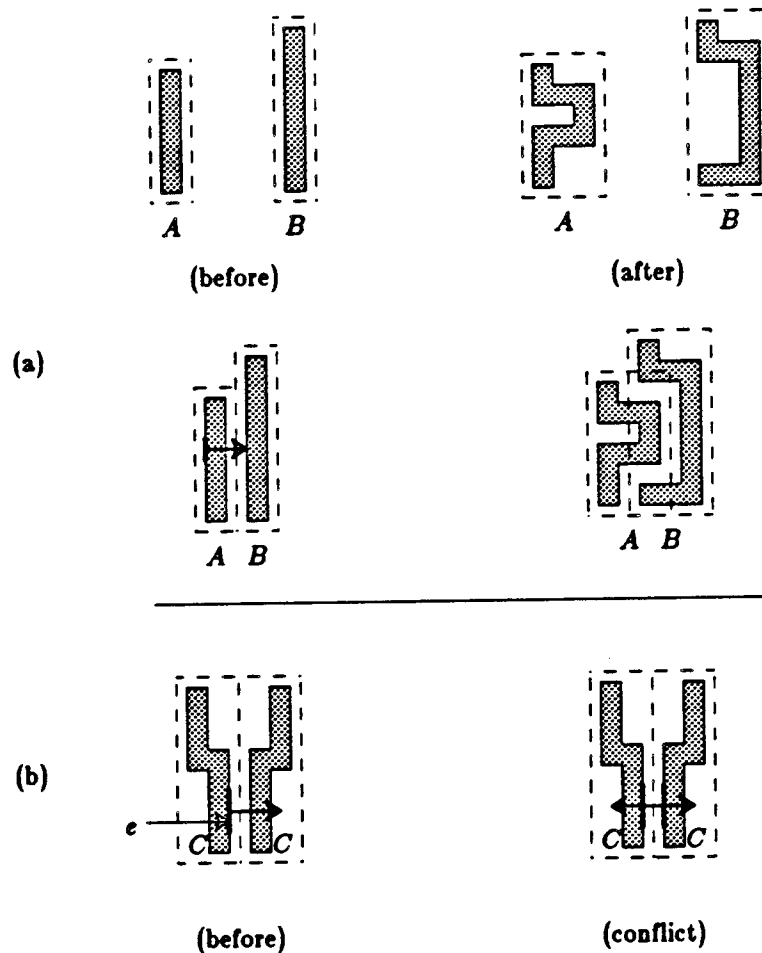 A B A B
(before) (after)
(a)
A B A B
(b)
e C C C C
(before) (conflict)